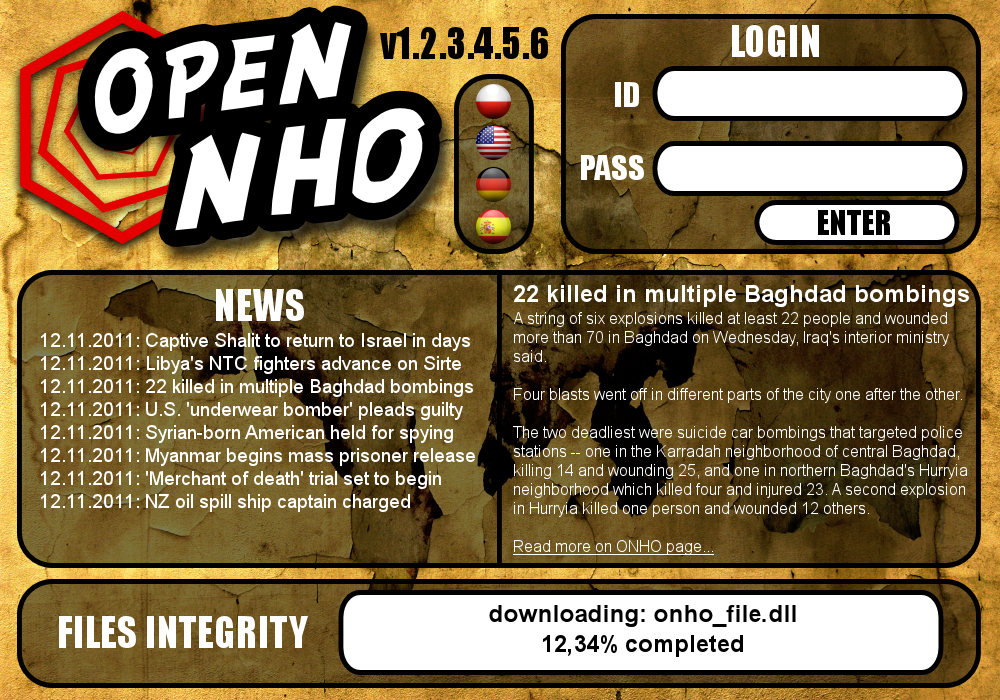 OPEN
NHO
v1.2.3.4.5.6
LOGIN
ID
PASS
ENTER
NEWS
12.11.2011: Captive Shalit to return to Israel in days
12.11.2011: Libya's NTC fighters advance on Sirte
12.11.2011: 22 killed in multiple Baghdad bombings
12.11.2011: U.S. 'underwear bomber' pleads guilty
12.11.2011: Syrian-born American held for spying
12.11.2011: Myanmar begins mass prisoner release
12.11.2011: 'Merchant of death' trial set to begin
12.11.2011: NZ oil spill ship captain charged
22 killed in multiple Baghdad bombings
A string of six explosions killed at least 22 people and wounded
more than 70 in Baghdad on Wednesday, Iraq's interior ministry
said.
Four blasts went off in different parts of the city one after the other.
The two deadliest were suicide car bombings that targeted police
stations -- one in the Karradah neighborhood of central Baghdad,
killing 14 and wounding 25, and one in northern Baghdad's Hurryia
neighborhood which killed four and injured 23. A second explosion
in Hurryia killed one person and wounded 12 others.
Read more on ONHO page...
FILES INTEGRITY
downloading: onho_file.dll
12,34% completed